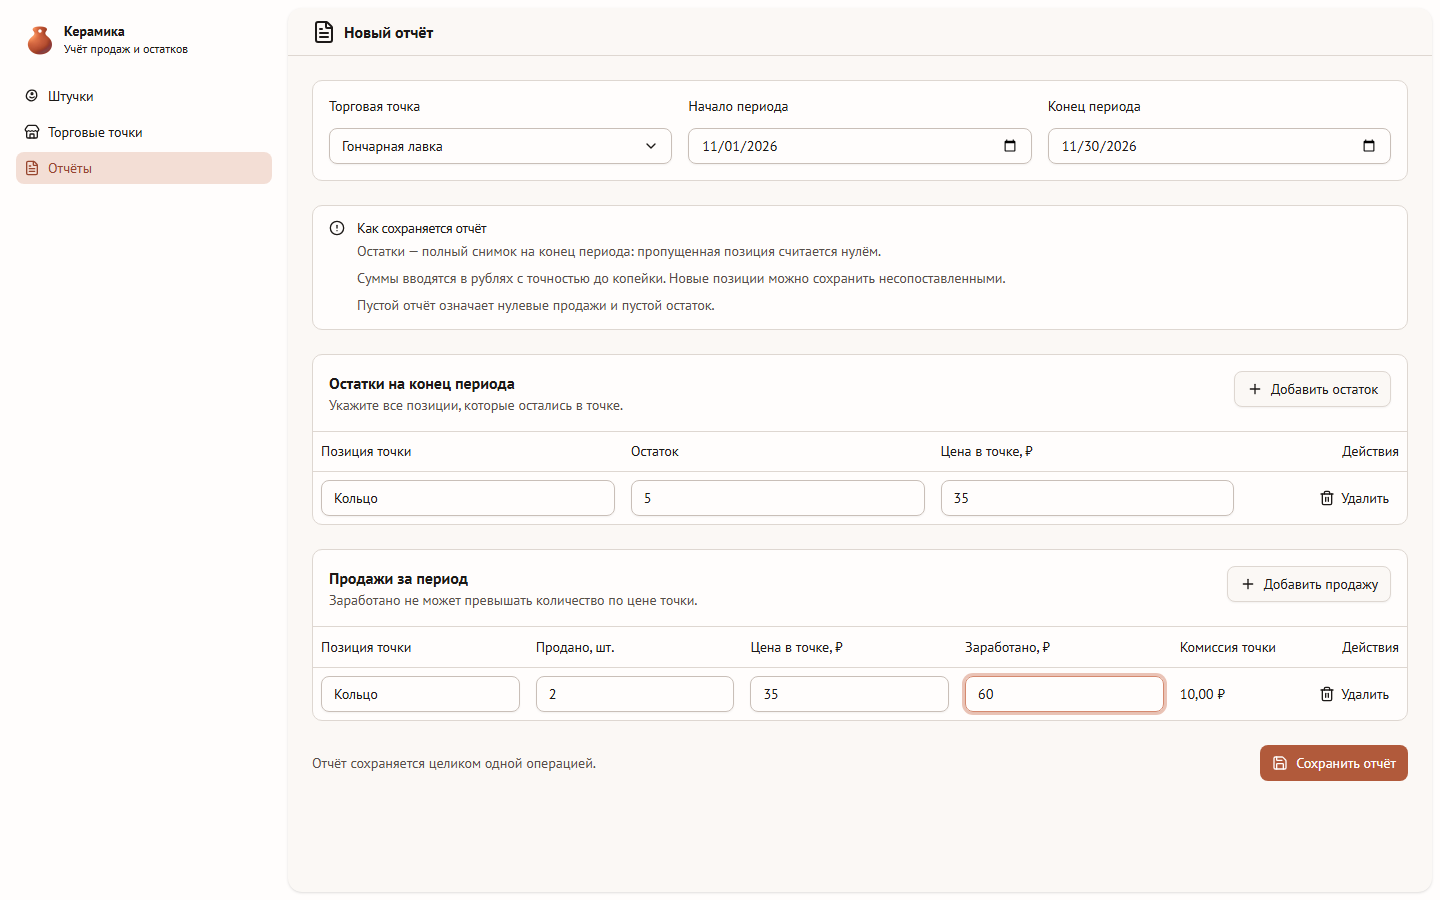 Керамика
Учёт продаж и остатков
Штучки
Торговые точки
Отчёты
Новый отчёт
Торговая точка
Начало периода
Конец периода
Гончарная лавка
11/01/2026
11/30/2026
Как сохраняется отчёт
Остатки — полный снимок на конец периода: пропущенная позиция считается нулём.
Суммы вводятся в рублях с точностью до копейки. Новые позиции можно сохранить несопоставленными.
Пустой отчёт означает нулевые продажи и пустой остаток.
Остатки на конец периода
Укажите все позиции, которые остались в точке.
Добавить остаток
Позиция точки
Остаток
Цена в точке, ₽
Действия
Кольцо
5
35
Удалить
Продажи за период
Заработано не может превышать количество по цене точки.
Добавить продажу
Позиция точки
Продано, шт.
Цена в точке, ₽
Заработано, ₽
Комиссия точки
Действия
Кольцо
2
35
60
10,00 ₽
Удалить
Отчёт сохраняется целиком одной операцией.
Сохранить отчёт